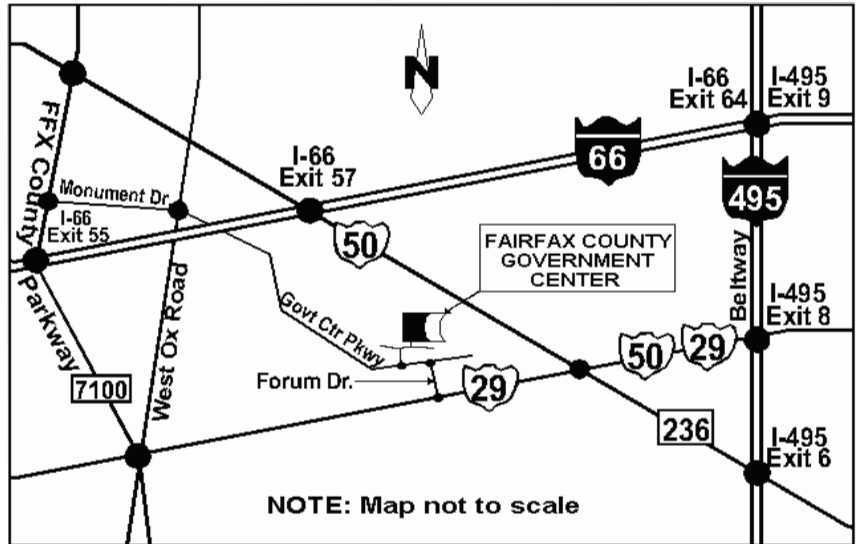 N
I-66
Exit 64
I-495
Exit 9
66
495
I-66
Exit 57
FFX County
Parkway
Monument Dr
I-66
Exit 55
50
FAIRFAX COUNTY
GOVERNMENT
CENTER
Beltway
I-495
Exit 8
West Ox Road
Govt Ctr Pkwy
50
29
Forum Dr.
29
7100
236
I-495
Exit 6
NOTE: Map not to scale